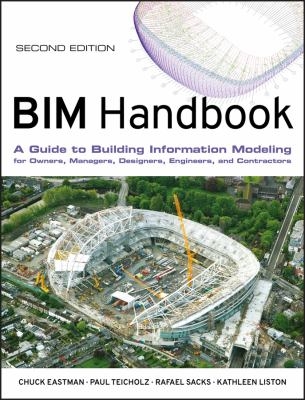 SECOND EDITION
BIM Handbook
A Guide to Building Information Modeling
for Owners, Managers, Designers, Engineers, and Contractors
CHUCK EASTMAN • PAUL TEICHOLZ • RAFAEL SACKS • KATHLEEN LISTON